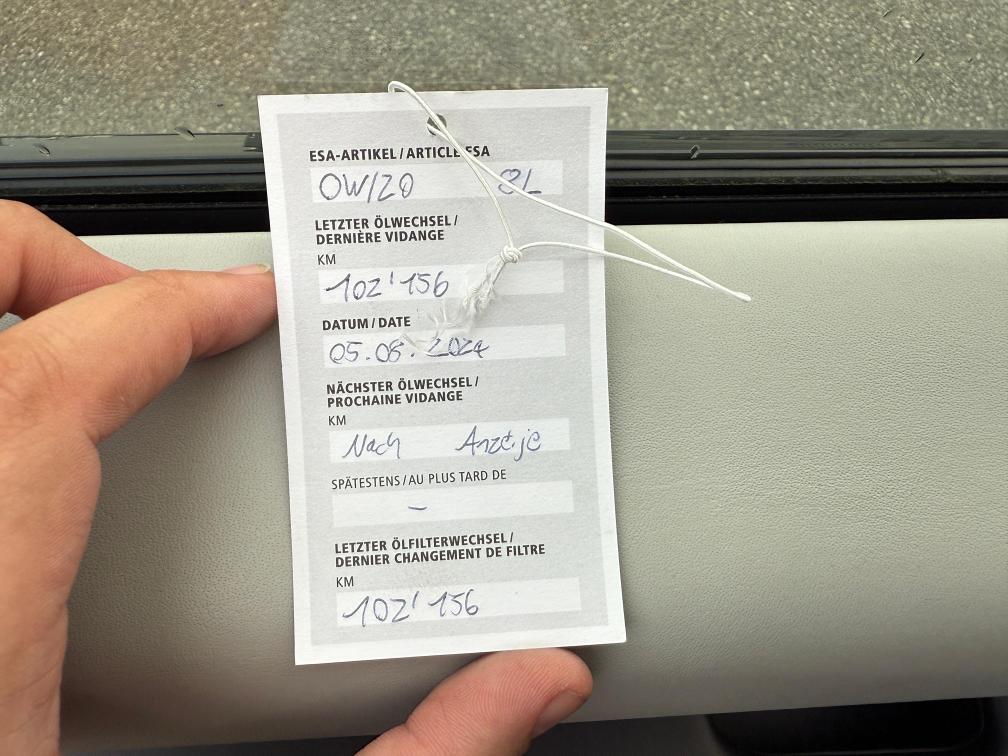 ESA-ARTIKEL / ARTICLE ESA
0W/20 8L
LETZTER ÖLWECHSEL /
DERNIÈRE VIDANGE
KM
102'156
DATUM / DATE
05.08.2024
NÄCHSTER ÖLWECHSEL /
PROCHAINE VIDANGE
KM
Nach Anzeige
SPÄTESTENS / AU PLUS TARD DE
–
LETZTER ÖLFILTERWECHSEL /
DERNIER CHANGEMENT DE FILTRE
KM
102'156